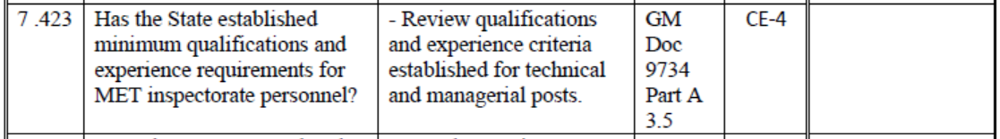 7 .423
Has the State established
minimum qualifications and
experience requirements for
MET inspectorate personnel?
- Review qualifications
and experience criteria
established for technical
and managerial posts.
GM
Doc
9734
Part A
3.5
CE-4